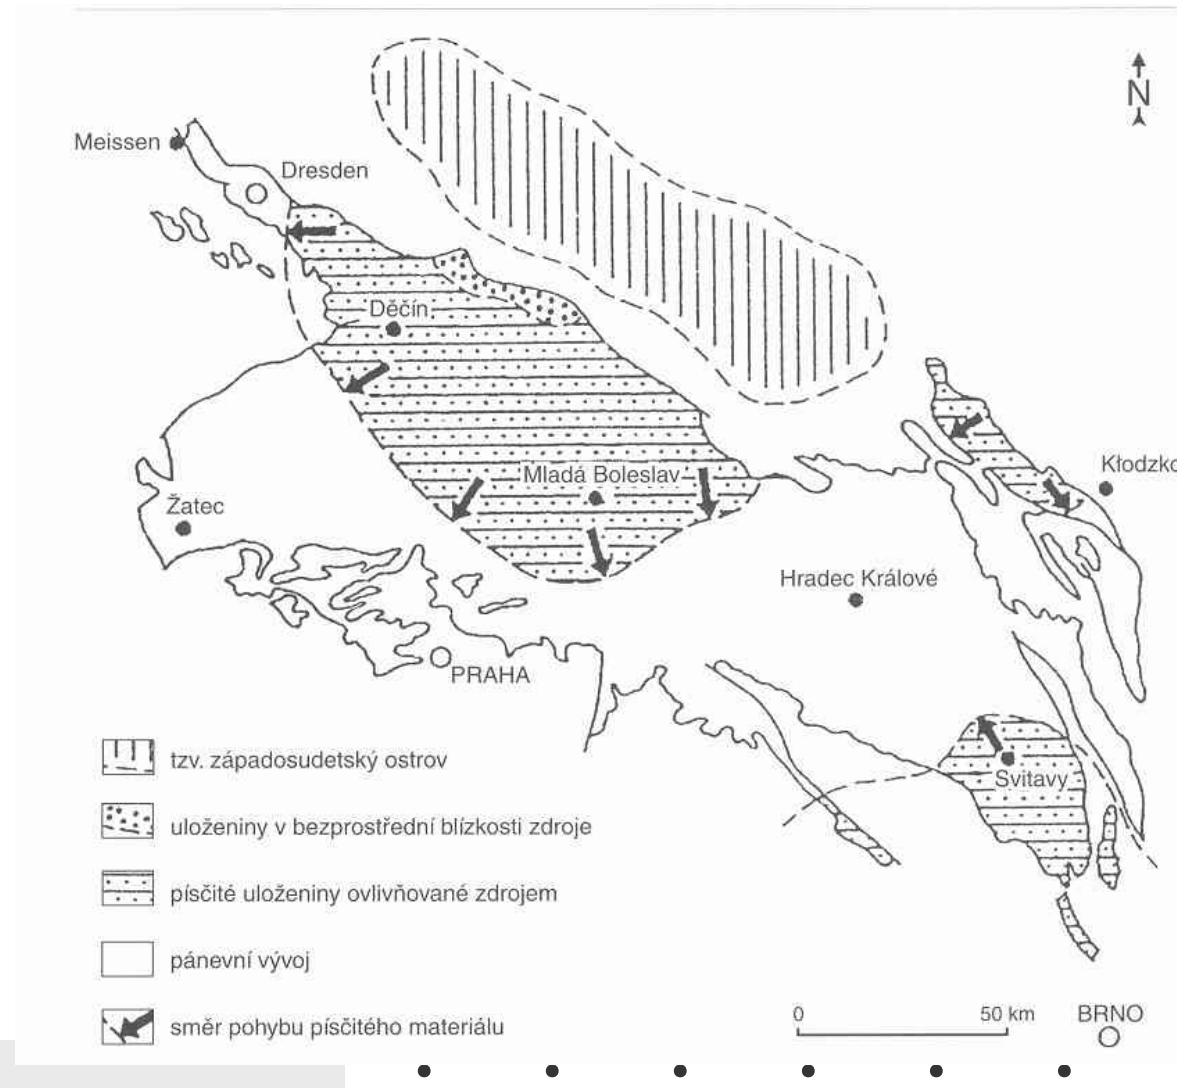 N
Meissen
Dresden
Děčín
Kłodzko
Mladá Boleslav
Žatec
Hradec Králové
PRAHA
Svitavy
tzv. západosudetský ostrov
uloženiny v bezprostřední blízkosti zdroje
písčité uloženiny ovlivňované zdrojem
pánevní vývoj
směr pohybu písčitého materiálu
0 50 km
BRNO